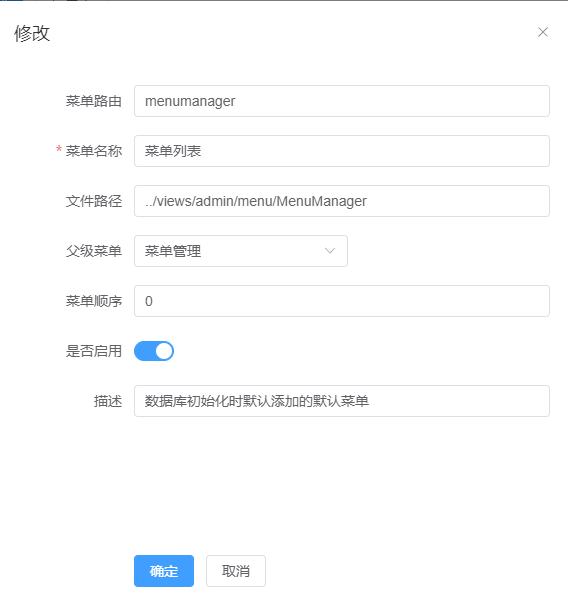 修改
菜单路由 menumanager
* 菜单名称 菜单列表
文件路径 ../views/admin/menu/MenuManager
父级菜单 菜单管理
菜单顺序 0
是否启用
描述 数据库初始化时默认添加的默认菜单
确定 取消